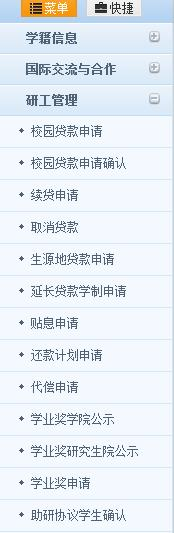 菜单 快捷
学籍信息
国际交流与合作
研工管理
校园贷款申请
校园贷款申请确认
续贷申请
取消贷款
生源地贷款申请
延长贷款学制申请
贴息申请
还款计划申请
代偿申请
学业奖学院公示
学业奖研究生院公示
学业奖申请
助研协议学生确认